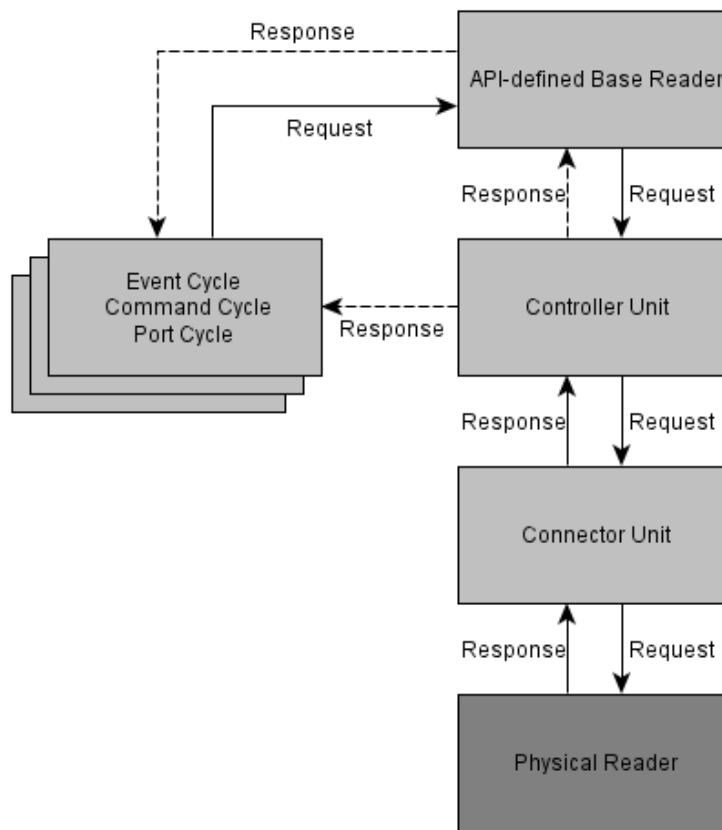 Response
API-defined Base Reader
Request
Response
Request
Event Cycle
Command Cycle
Port Cycle
Response
Controller Unit
Response
Request
Connector Unit
Response
Request
Physical Reader